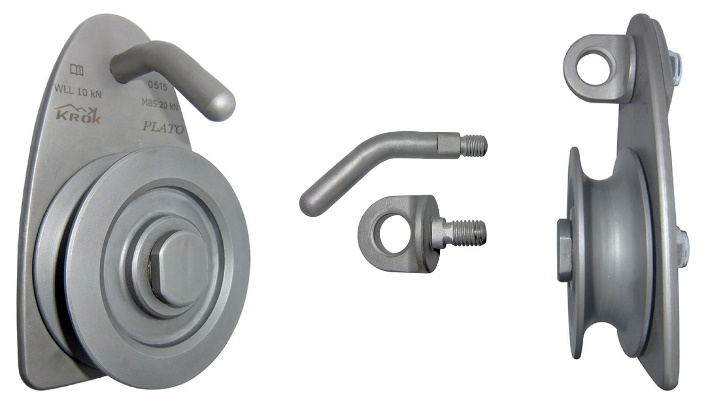 WLL 10 kN
0515
MBS 20 kN
KROK
PLATO